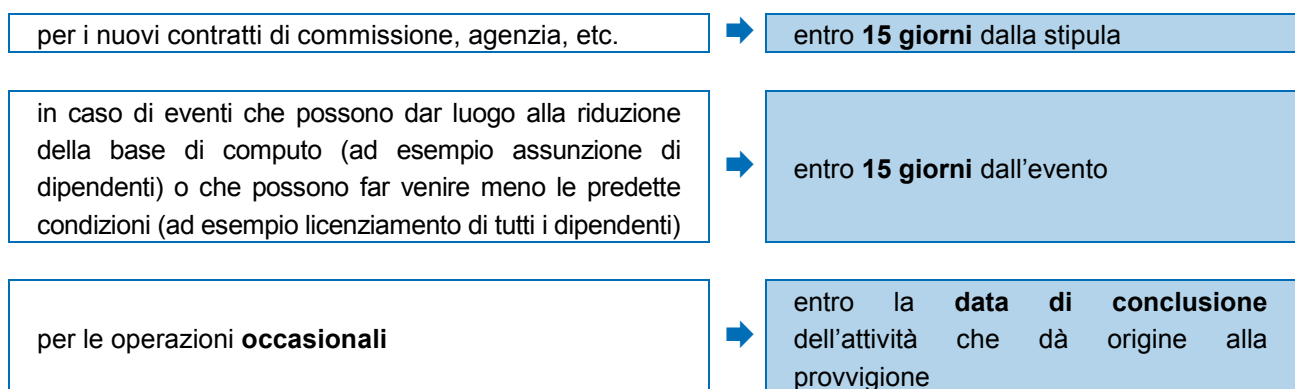 per i nuovi contratti di commissione, agenzia, etc.
entro 15 giorni dalla stipula
in caso di eventi che possono dar luogo alla riduzione
della base di computo (ad esempio assunzione di
dipendenti) o che possono far venire meno le predette
condizioni (ad esempio licenziamento di tutti i dipendenti)
entro 15 giorni dall’evento
per le operazioni occasionali
entro la data di conclusione
dell’attività che dà origine alla
provvigione